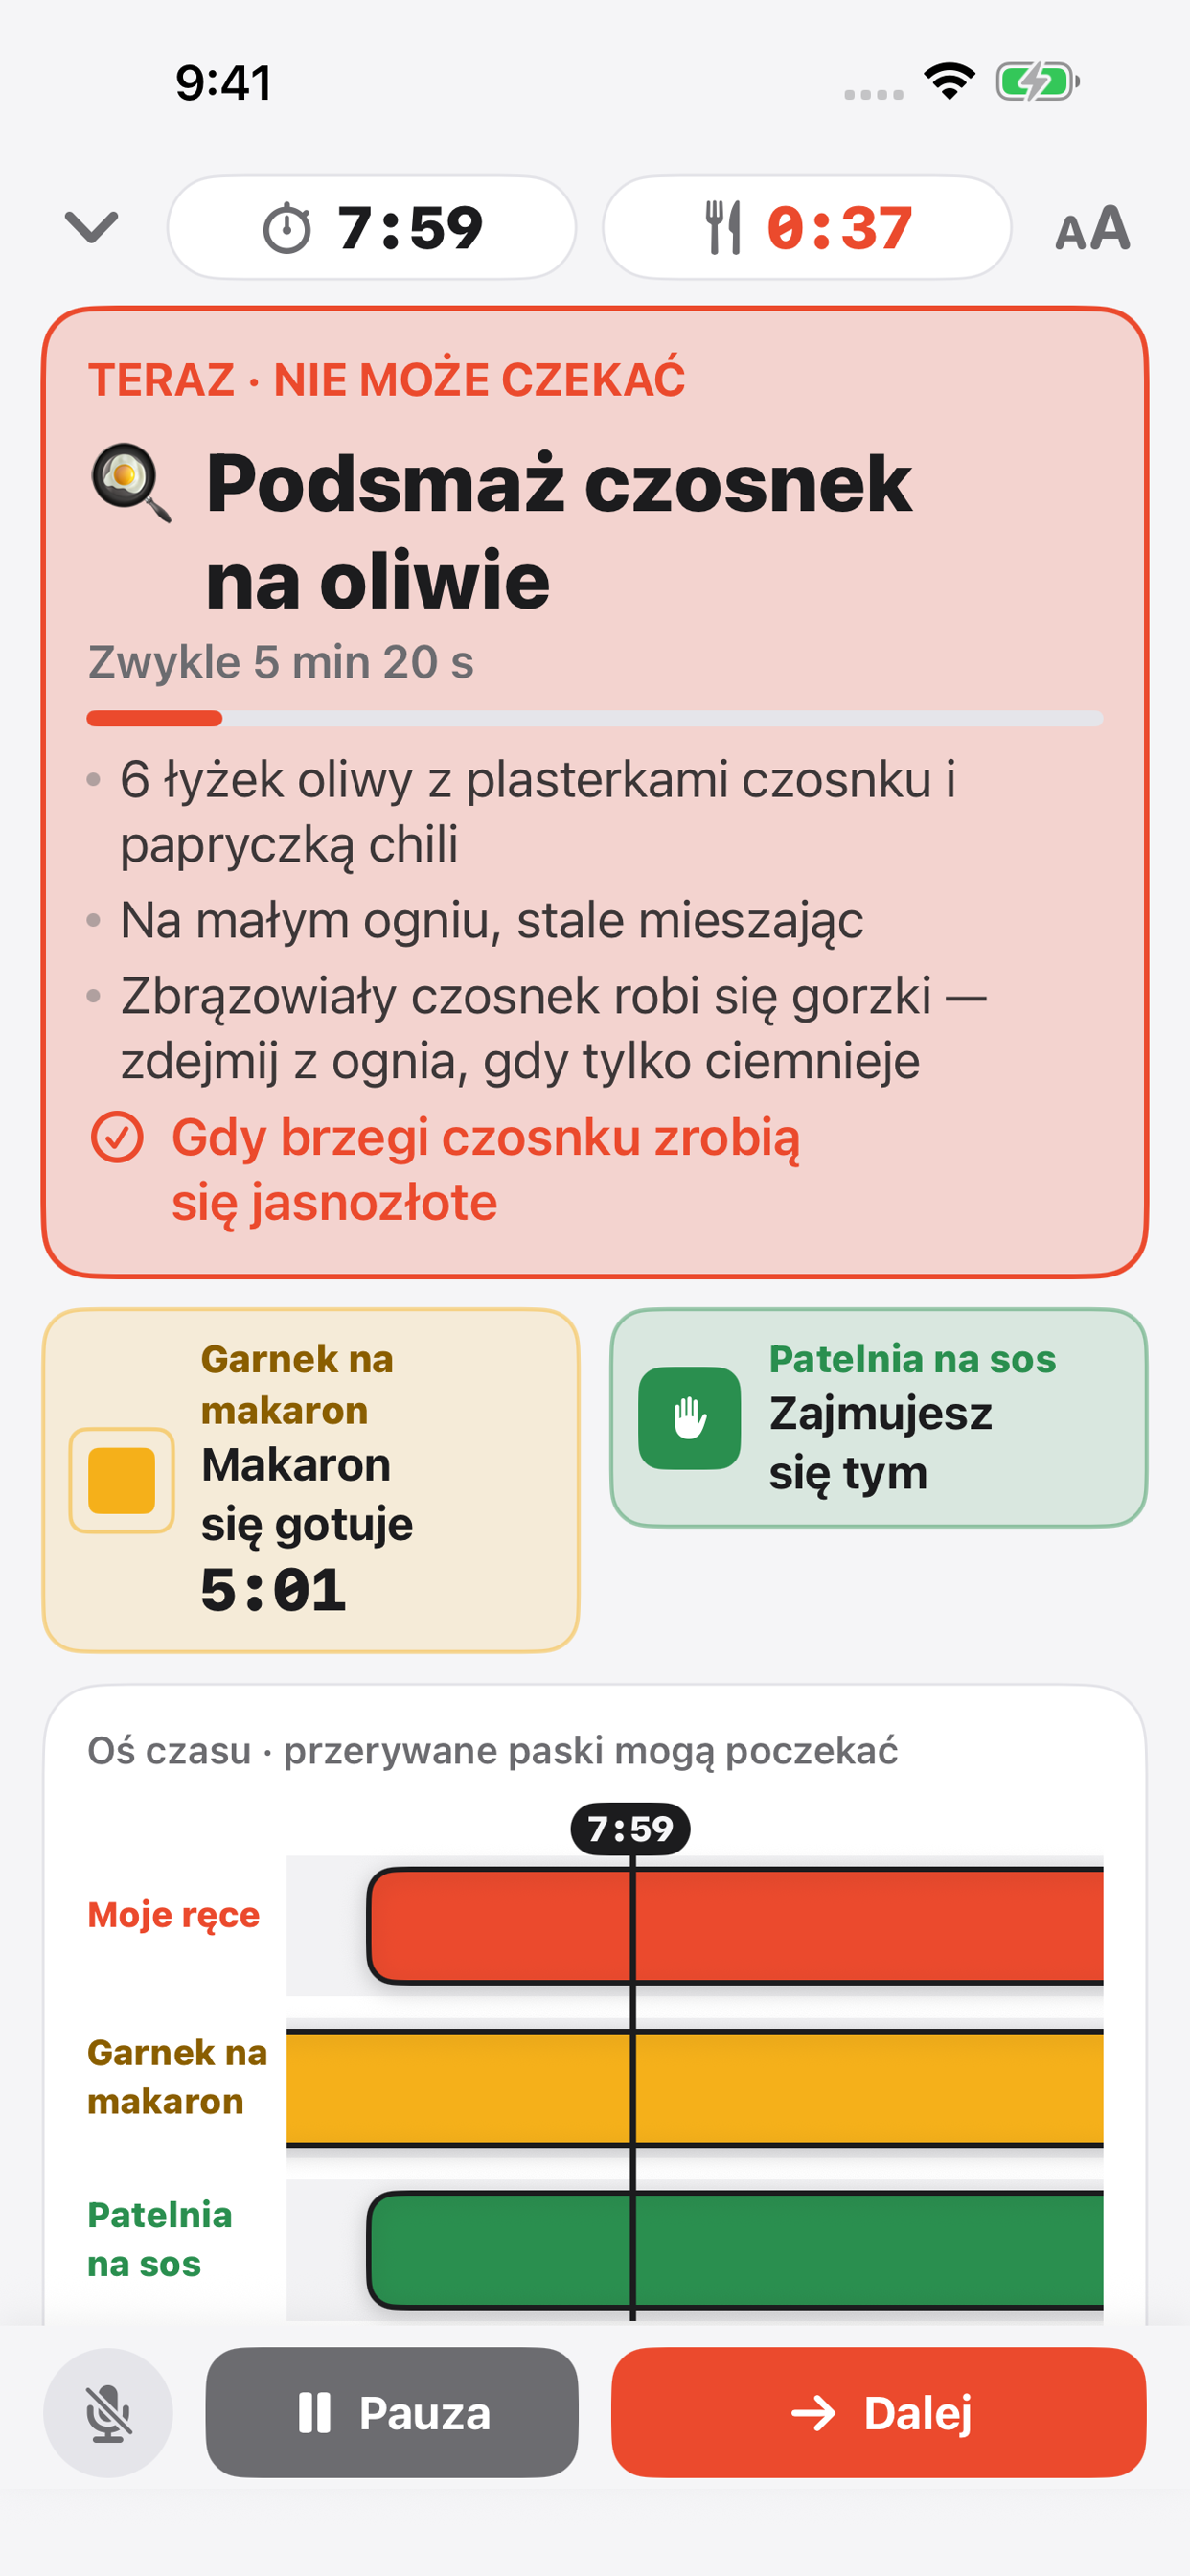 9:41
7:59
0:37
AA
TERAZ · NIE MOŻE CZEKAĆ
Podsmaż czosnek
na oliwie
Zwykle 5 min 20 s
• 6 łyżek oliwy z plasterkami czosnku i
papryczką chili
• Na małym ogniu, stale mieszając
• Zbrązowiały czosnek robi się gorzki —
zdejmij z ognia, gdy tylko ciemnieje
Gdy brzegi czosnku zrobią
się jasnozłote
Garnek na
makaron
Makaron
się gotuje
5:01
Patelnia na sos
Zajmujesz
się tym
Oś czasu · przerywane paski mogą poczekać
7:59
Moje ręce
Garnek na
makaron
Patelnia
na sos
Pauza
Dalej